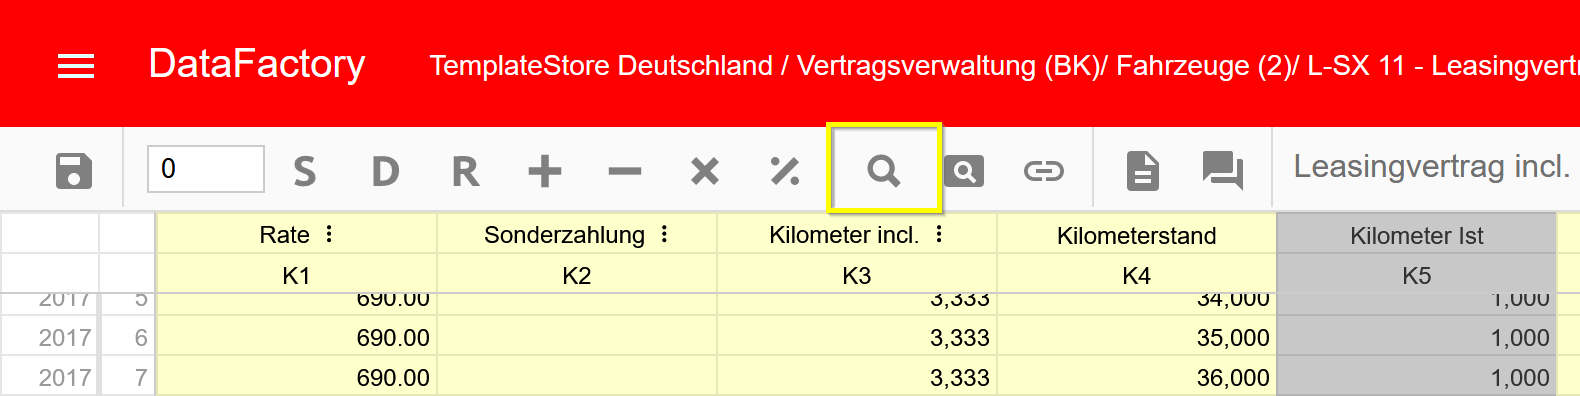 DataFactory
TemplateStore Deutschland / Vertragsverwaltung (BK)/ Fahrzeuge (2)/ L-SX 11 - Leasingvertr
0 S D R
Leasingvertrag incl.
Rate Sonderzahlung Kilometer incl. Kilometerstand Kilometer Ist
K1 K2 K3 K4 K5
2017 5 690.00 3,333 34,000 1,000
2017 6 690.00 3,333 35,000 1,000
2017 7 690.00 3,333 36,000 1,000